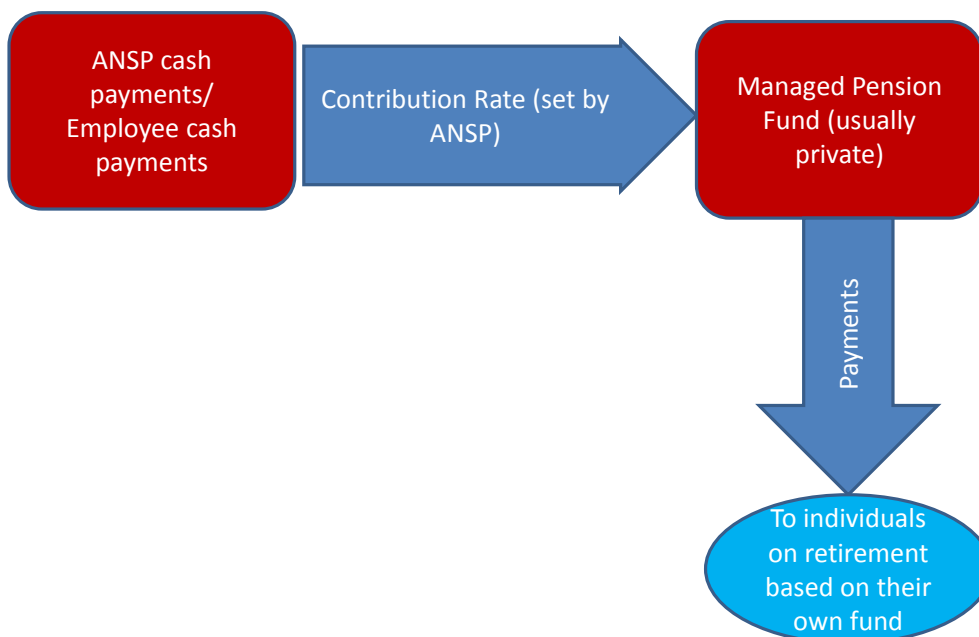 ANSP cash
payments/
Employee cash
payments
Contribution Rate (set by
ANSP)
Managed Pension
Fund (usually
private)
Payments
To individuals
on retirement
based on their
own fund